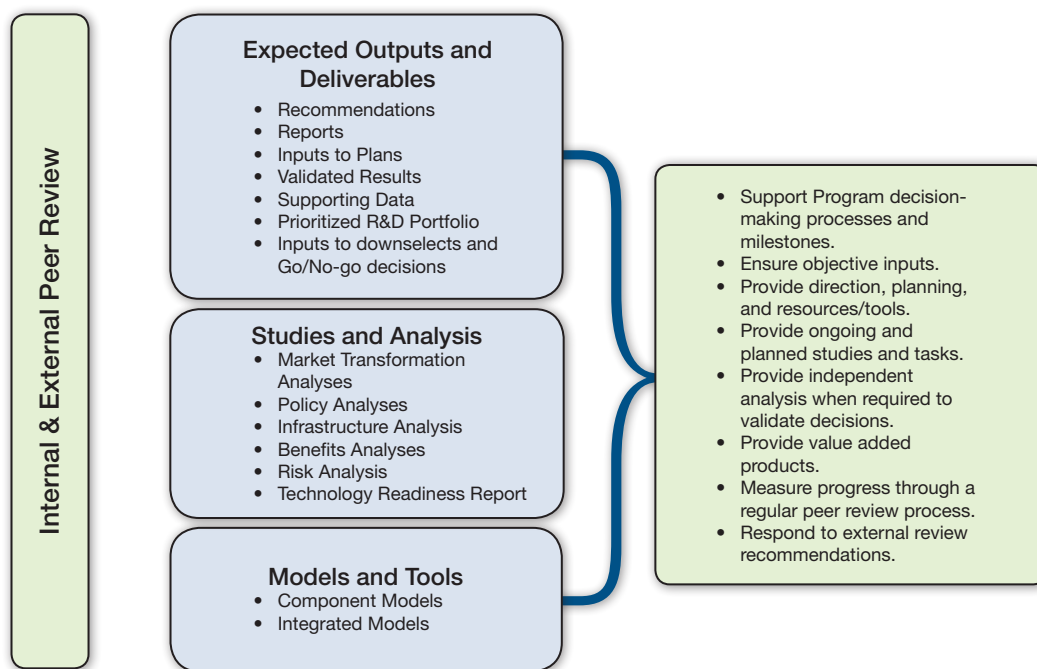 Internal & External Peer Review
Expected Outputs and
Deliverables
• Recommendations
• Reports
• Inputs to Plans
• Validated Results
• Supporting Data
• Prioritized R&D Portfolio
• Inputs to downselects and
Go/No-go decisions
Studies and Analysis
• Market Transformation
Analyses
• Policy Analyses
• Infrastructure Analysis
• Benefits Analyses
• Risk Analysis
• Technology Readiness Report
Models and Tools
• Component Models
• Integrated Models
• Support Program decision-
making processes and
milestones.
• Ensure objective inputs.
• Provide direction, planning,
and resources/tools.
• Provide ongoing and
planned studies and tasks.
• Provide independent
analysis when required to
validate decisions.
• Provide value added
products.
• Measure progress through a
regular peer review process.
• Respond to external review
recommendations.